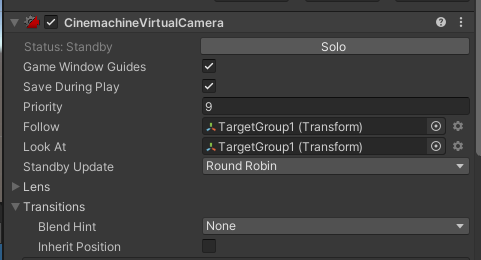 CinemachineVirtualCamera
Status: Standby Solo
Game Window Guides
Save During Play
Priority 9
Follow TargetGroup1 (Transform)
Look At TargetGroup1 (Transform)
Standby Update Round Robin
Lens
Transitions
Blend Hint None
Inherit Position